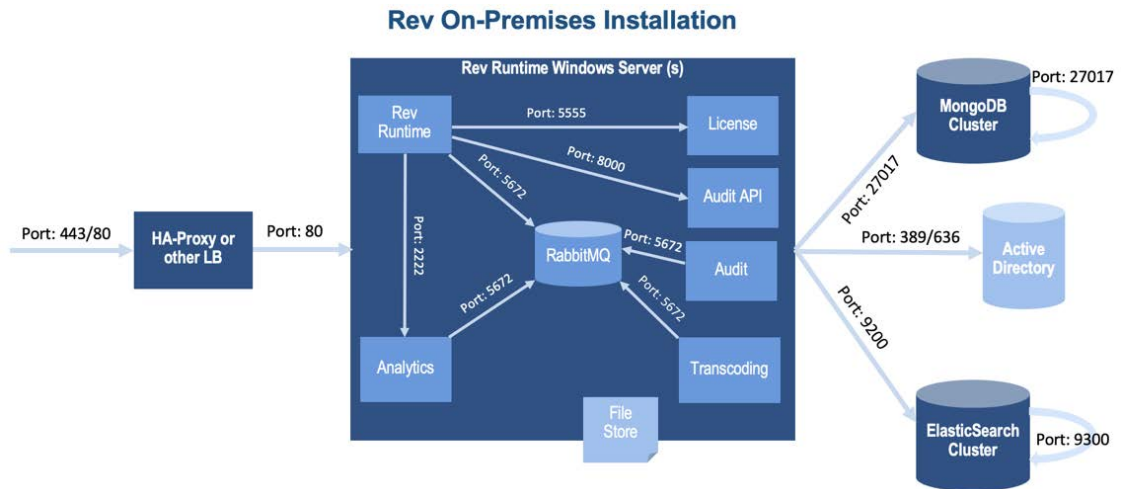 Rev On-Premises Installation
Rev Runtime Windows Server (s)
Port: 27017
MongoDB
Cluster
Rev
Runtime
Port: 5555
License
Port: 8000
Port: 5672
Audit API
Port: 27017
Port: 443/80
HA-Proxy or
other LB
Port: 80
Port: 2222
RabbitMQ
Port: 5672
Audit
Port: 389/636
Active
Directory
Port: 5672
Port: 5672
Port: 9200
Analytics
Transcoding
File
Store
ElasticSearch
Cluster
Port: 9300